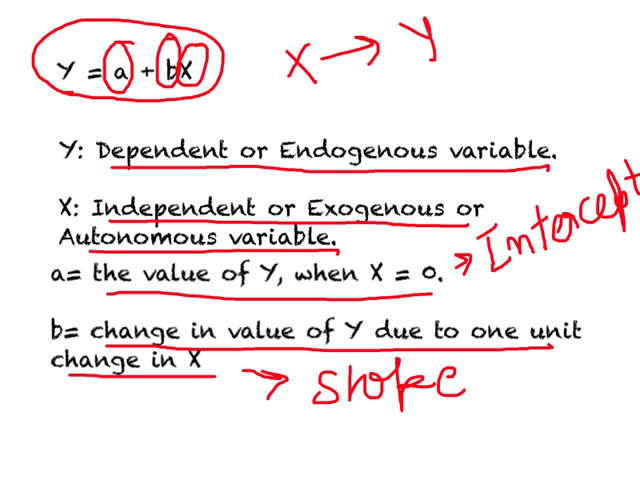 Y = a + bX
X → Y
Y: Dependent or Endogenous variable.
X: Independent or Exogenous or
Autonomous variable.
a= the value of Y, when X = 0.
→ Intercept
b= change in value of Y due to one unit
change in X
→ Slope